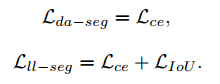 ℒ_{da−seg} = ℒ_{ce},
ℒ_{ll−seg} = ℒ_{ce} + ℒ_{IoU}.